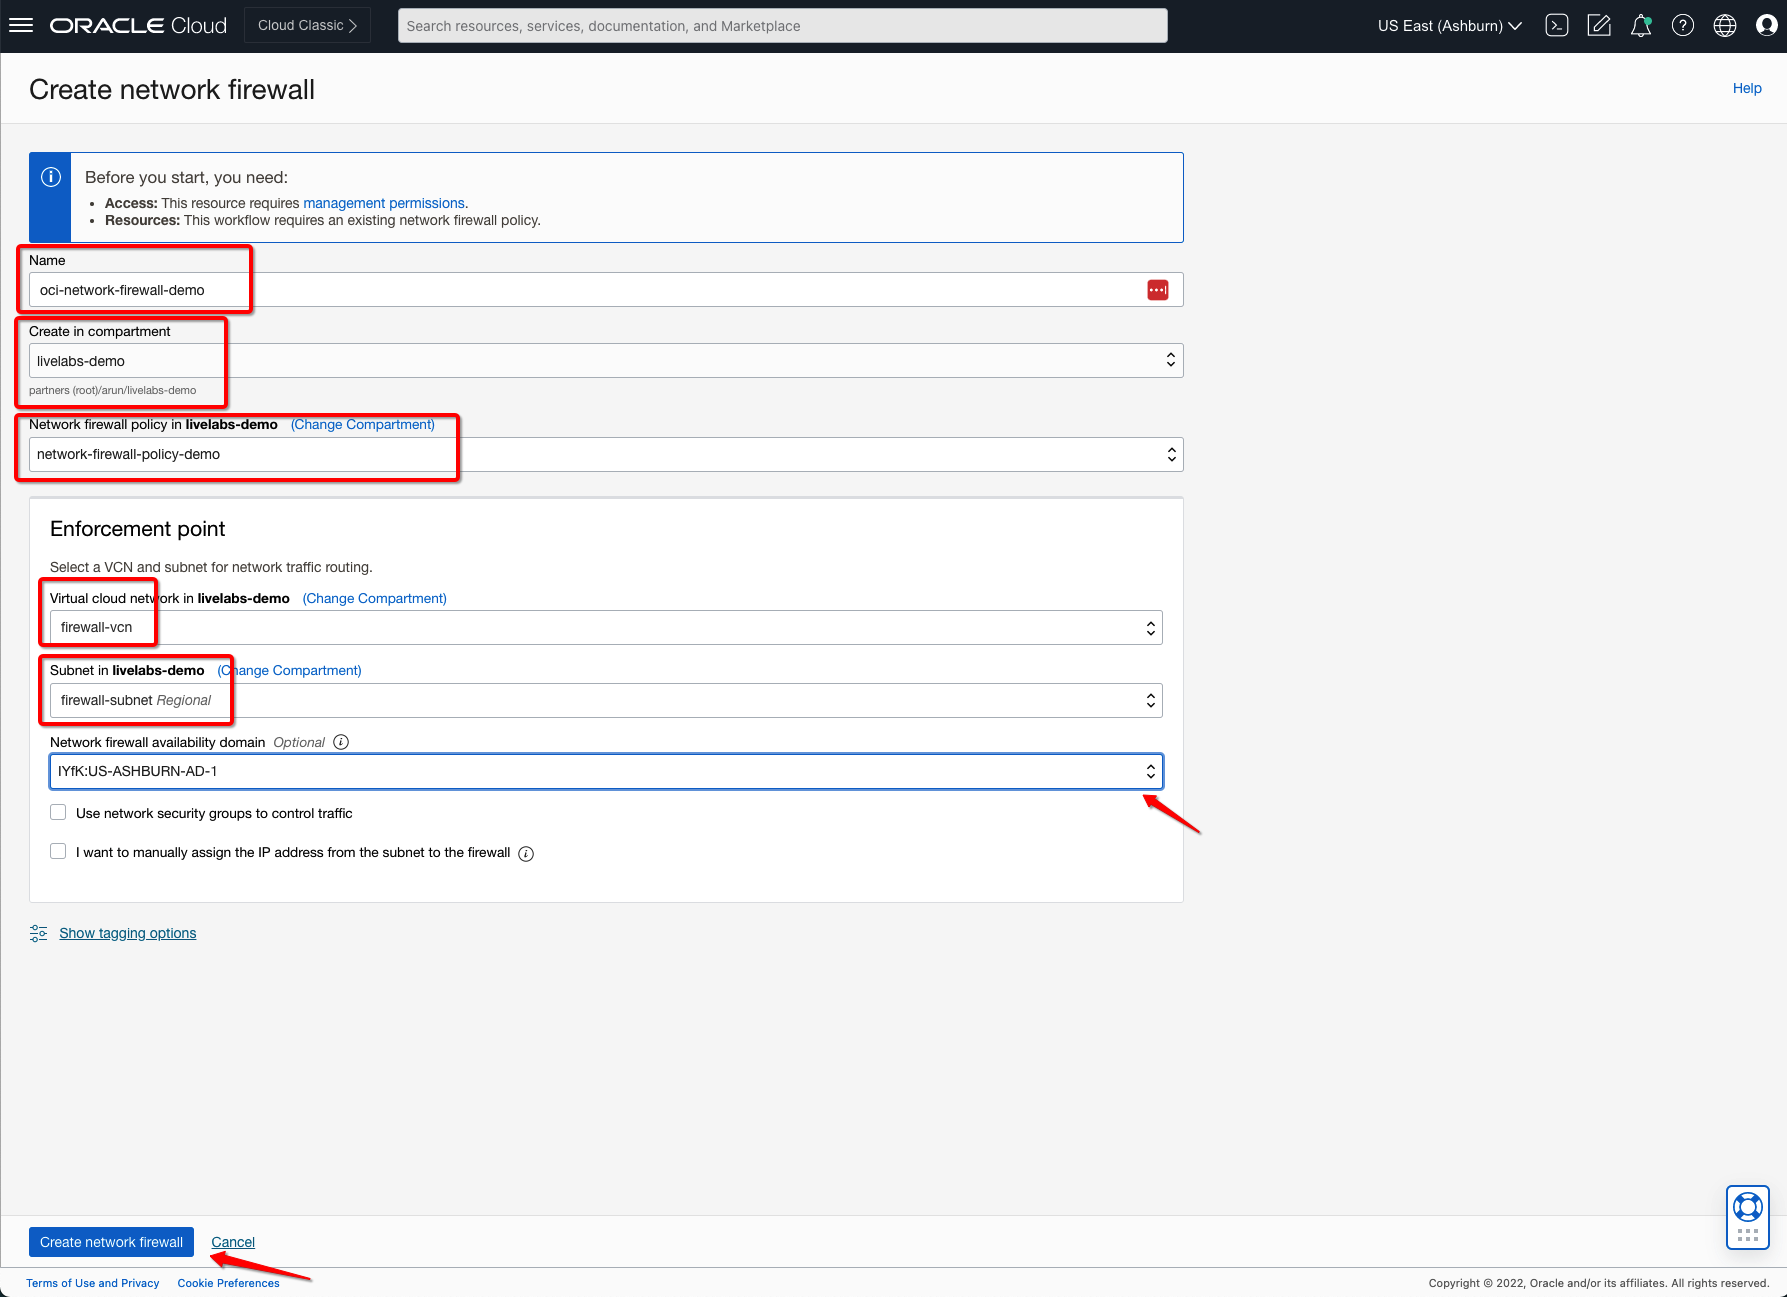 ORACLE Cloud
Cloud Classic
Search resources, services, documentation, and Marketplace
US East (Ashburn)
Create network firewall
Help
Before you start, you need:
• Access: This resource requires management permissions.
• Resources: This workflow requires an existing network firewall policy.
Name
oci-network-firewall-demo
Create in compartment
livelabs-demo
partners (root)/arun/livelabs-demo
Network firewall policy in livelabs-demo (Change Compartment)
network-firewall-policy-demo
Enforcement point
Select a VCN and subnet for network traffic routing.
Virtual cloud network in livelabs-demo (Change Compartment)
firewall-vcn
Subnet in livelabs-demo (Change Compartment)
firewall-subnet Regional
Network firewall availability domain Optional
IYfK:US-ASHBURN-AD-1
Use network security groups to control traffic
I want to manually assign the IP address from the subnet to the firewall
Show tagging options
Create network firewall
Cancel
Terms of Use and Privacy
Cookie Preferences
Copyright © 2022, Oracle and/or its affiliates. All rights reserved.